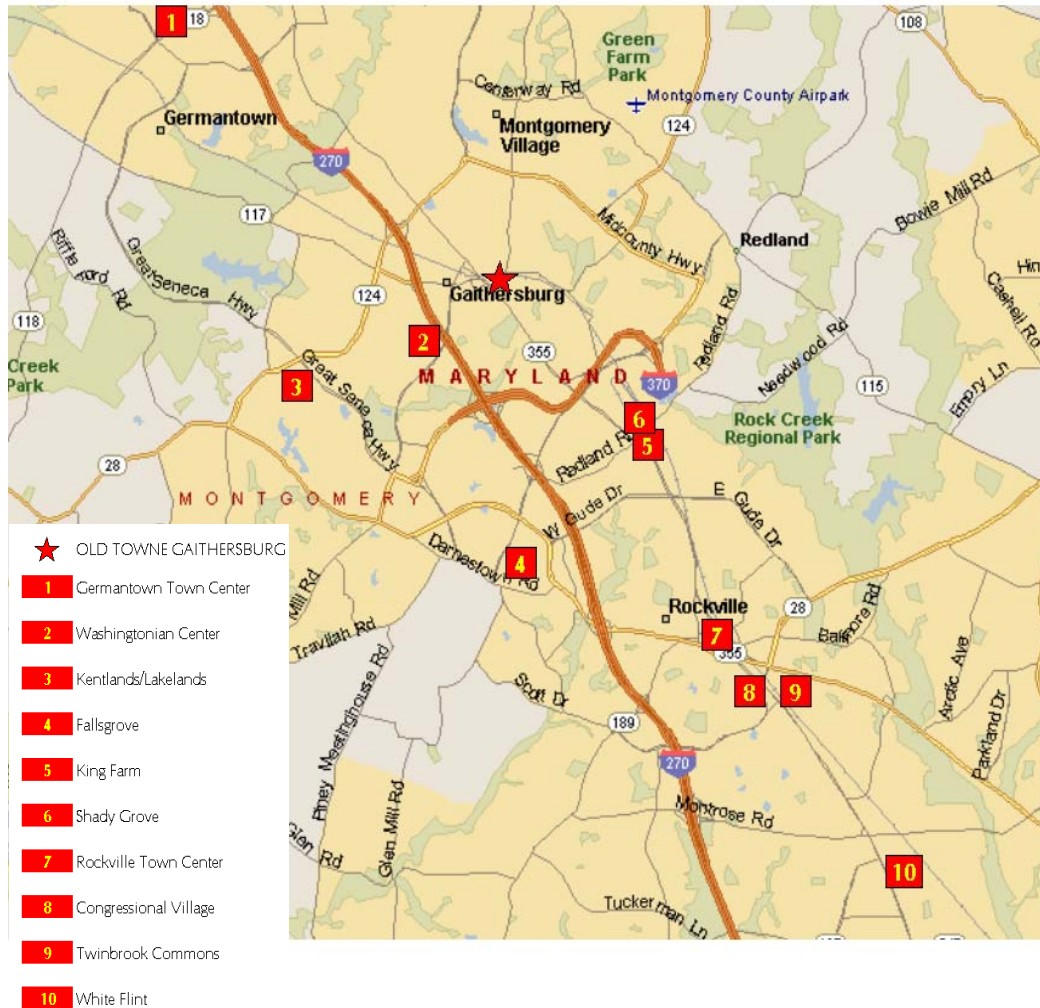 1
18
108
Green
Farm
Park
Centerway Rd
Montgomery County Airpark
Germantown
Montgomery
Village
124
270
Bowie Mill Rd
117
Midcounty Hwy
Redland
Riffle Ford Rd
Great Seneca Hwy
Gaithersburg
124
118
Cashell Rd
2
355
Redland Rd
Needwood Rd
Creek
Park
Great Seneca Hwy
MARYLAND
370
115
Emory Ln
3
6
Rock Creek
Regional Park
5
Redland Rd
28
MONTGOMERY
W Gude Dr
E Gude Dr
OLD TOWNE GAITHERSBURG
Darnestown Rd
4
1 Germantown Town Center
Mill Rd
Rockville
28
Travilah Rd
7
355
2 Washingtonian Center
Piney Meetinghouse Rd
Scott Dr
8
9
Arctic Ave
3 Kentlands/Lakelands
189
Parkland Dr
4 Fallsgrove
270
5 King Farm
Glen Mill Rd
Montrose Rd
6 Shady Grove
Glen Rd
7 Rockville Town Center
10
8 Congressional Village
Tuckerman Ln
9 Twinbrook Commons
10 White Flint